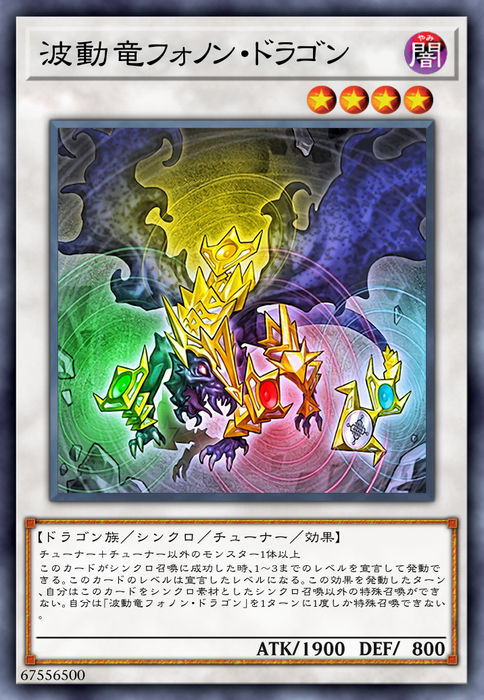 波動竜フォノン・ドラゴン
やみ
闇
【ドラゴン族／シンクロ／チューナー／効果】
チューナー＋チューナー以外のモンスター1体以上
このカードがシンクロ召喚に成功した時、1～3までのレベルを宣言して発動で
きる。このカードのレベルは宣言したレベルになる。この効果を発動したターン
、自分はこのカードをシンクロ素材としたシンクロ召喚以外の特殊召喚ができ
ない。自分は「波動竜フォノン・ドラゴン」を1ターンに1度しか特殊召喚できない
。
ATK/1900 DEF/ 800
67556500